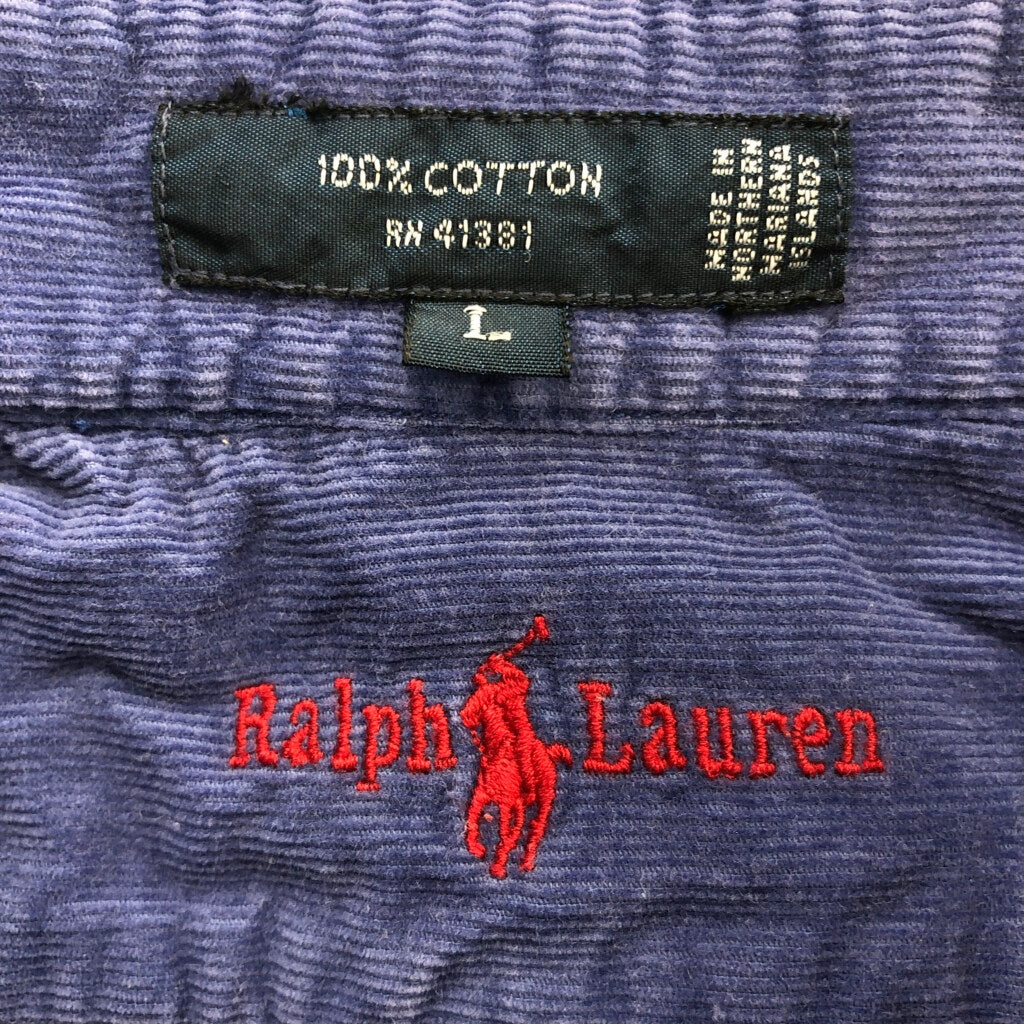 100% COTTON
RN 41381
MADE IN
NORTHERN
MARIANA
ISLANDS
L
Ralph Lauren